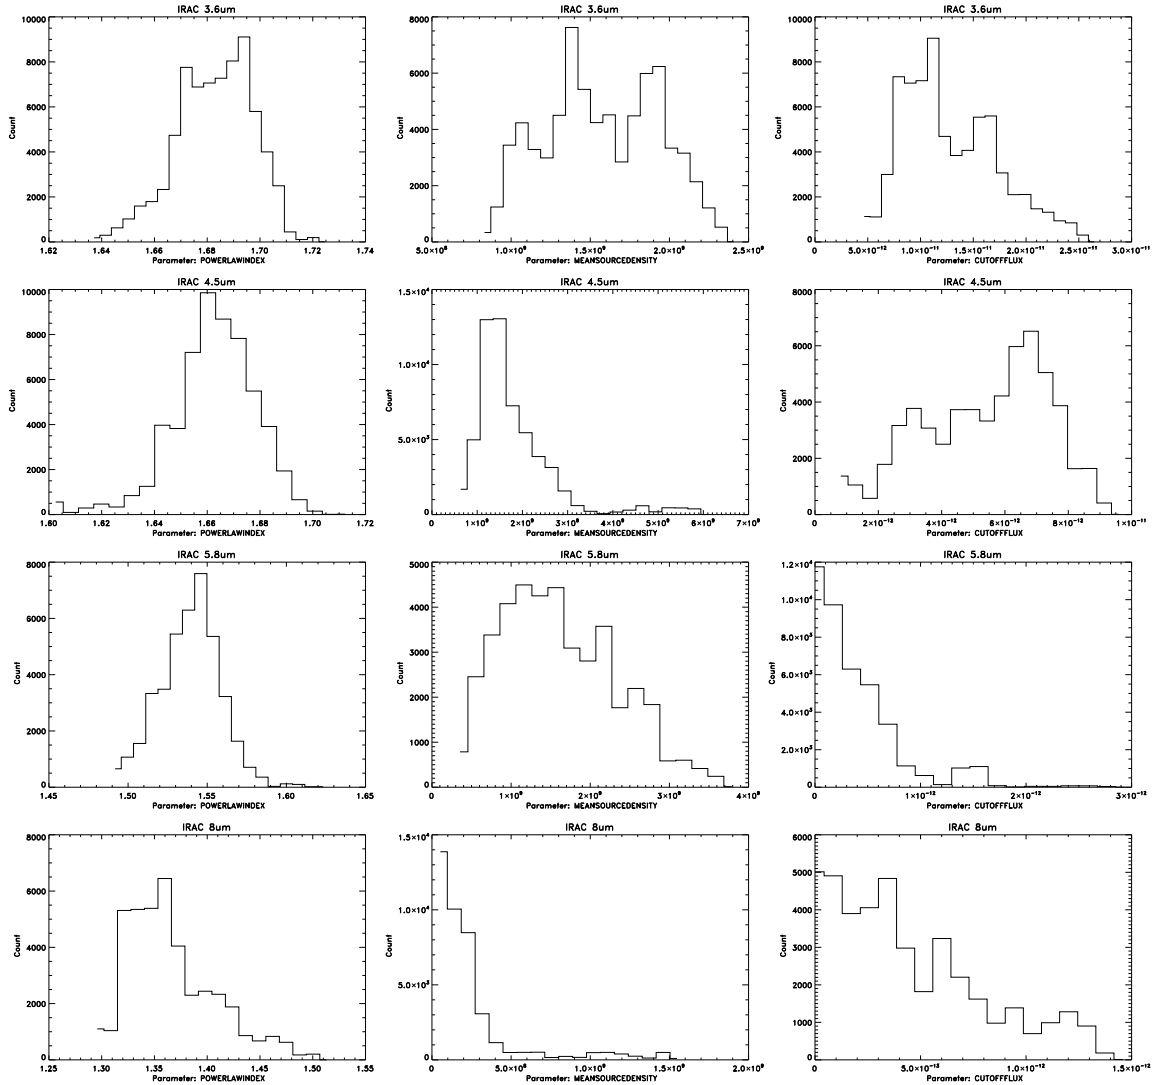 IRAC 3.6um
10000
8000
6000
4000
2000
0
Count
1.62 1.64 1.66 1.68 1.70 1.72 1.74
Parameter: POWERLAWINDEX
IRAC 3.6um
8000
6000
4000
2000
0
Count
5.0×10⁸ 1.0×10⁹ 1.5×10⁹ 2.0×10⁹ 2.5×10⁹
Parameter: MEANSOURCEDENSITY
IRAC 3.6um
10000
8000
6000
4000
2000
0
Count
0 5.0×10⁻¹² 1.0×10⁻¹¹ 1.5×10⁻¹¹ 2.0×10⁻¹¹ 2.5×10⁻¹¹ 3.0×10⁻¹¹
Parameter: CUTOFFFLUX
IRAC 4.5um
10000
8000
6000
4000
2000
0
Count
1.60 1.62 1.64 1.66 1.68 1.70 1.72
Parameter: POWERLAWINDEX
IRAC 4.5um
1.5×10⁴
1.0×10⁴
5.0×10³
0
Count
0 1×10⁹ 2×10⁹ 3×10⁹ 4×10⁹ 5×10⁹ 6×10⁹ 7×10⁹
Parameter: MEANSOURCEDENSITY
IRAC 4.5um
8000
6000
4000
2000
0
Count
0 2×10⁻¹² 4×10⁻¹² 6×10⁻¹² 8×10⁻¹² 1×10⁻¹¹
Parameter: CUTOFFFLUX
IRAC 5.8um
8000
6000
4000
2000
0
Count
1.45 1.50 1.55 1.60 1.65
Parameter: POWERLAWINDEX
IRAC 5.8um
5000
4000
3000
2000
1000
0
Count
0 1×10⁹ 2×10⁹ 3×10⁹ 4×10⁹
Parameter: MEANSOURCEDENSITY
IRAC 5.8um
1.2×10⁴
1.0×10⁴
8.0×10³
6.0×10³
4.0×10³
2.0×10³
0
Count
0 1×10⁻¹² 2×10⁻¹² 3×10⁻¹²
Parameter: CUTOFFFLUX
IRAC 8um
8000
6000
4000
2000
0
Count
1.25 1.30 1.35 1.40 1.45 1.50 1.55
Parameter: POWERLAWINDEX
IRAC 8um
1.5×10⁴
1.0×10⁴
5.0×10³
0
Count
0 5.0×10⁸ 1.0×10⁹ 1.5×10⁹ 2.0×10⁹
Parameter: MEANSOURCEDENSITY
IRAC 8um
6000
5000
4000
3000
2000
1000
0
Count
0 5.0×10⁻¹³ 1.0×10⁻¹² 1.5×10⁻¹²
Parameter: CUTOFFFLUX